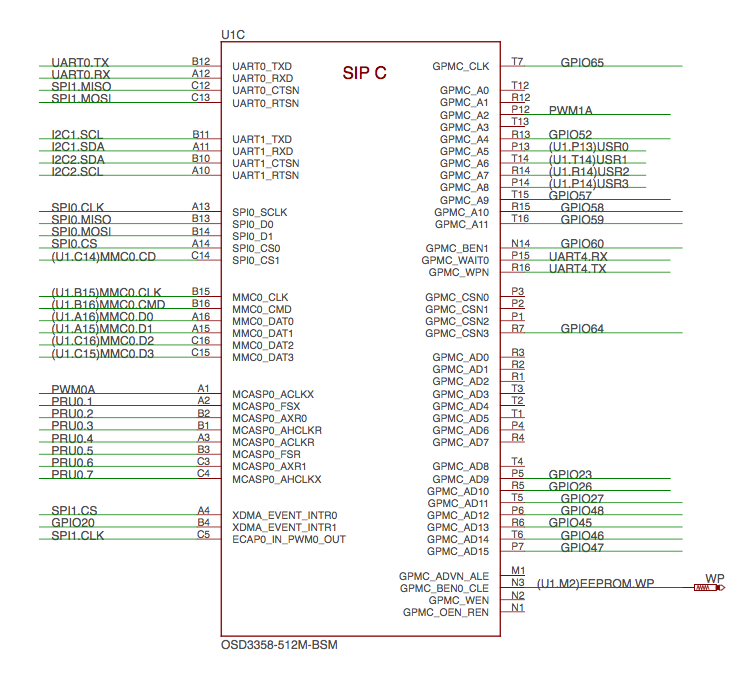 U1C
SIP C
UART0.TX B12 UART0_TXD
UART0.RX A12 UART0_RXD
SPI1.MISO C12 UART0_CTSN
SPI1.MOSI C13 UART0_RTSN
I2C1.SCL B11 UART1_TXD
I2C1.SDA A11 UART1_RXD
I2C2.SDA B10 UART1_CTSN
I2C2.SCL A10 UART1_RTSN
SPI0.CLK A13 SPI0_SCLK
SPI0.MISO B13 SPI0_D0
SPI0.MOSI B14 SPI0_D1
SPI0.CS A14 SPI0_CS0
(U1.C14)MMC0.CD C14 SPI0_CS1
(U1.B15)MMC0.CLK B15 MMC0_CLK
(U1.B16)MMC0.CMD B16 MMC0_CMD
(U1.A16)MMC0.D0 A16 MMC0_DAT0
(U1.A15)MMC0.D1 A15 MMC0_DAT1
(U1.C16)MMC0.D2 C16 MMC0_DAT2
(U1.C15)MMC0.D3 C15 MMC0_DAT3
PWM0A A1 MCASP0_ACLKX
PRU0.1 A2 MCASP0_FSX
PRU0.2 B2 MCASP0_AXR0
PRU0.3 B1 MCASP0_AHCLKR
PRU0.4 A3 MCASP0_ACLKR
PRU0.5 B3 MCASP0_FSR
PRU0.6 C3 MCASP0_AXR1
PRU0.7 C4 MCASP0_AHCLKX
SPI1.CS A4 XDMA_EVENT_INTR0
GPIO20 B4 XDMA_EVENT_INTR1
SPI1.CLK C5 ECAP0_IN_PWM0_OUT
GPMC_CLK T7 GPIO65
GPMC_A0 T12
GPMC_A1 R12
GPMC_A2 P12 PWM1A
GPMC_A3 T13
GPMC_A4 R13 GPIO52
GPMC_A5 P13 (U1.P13)USR0
GPMC_A6 T14 (U1.T14)USR1
GPMC_A7 R14 (U1.R14)USR2
GPMC_A8 P14 (U1.P14)USR3
GPMC_A9 T15 GPIO57
GPMC_A10 R15 GPIO58
GPMC_A11 T16 GPIO59
GPMC_BEN1 N14 GPIO60
GPMC_WAIT0 P15 UART4.RX
GPMC_WPN R16 UART4.TX
GPMC_CSN0 P3
GPMC_CSN1 P2
GPMC_CSN2 P1
GPMC_CSN3 R7 GPIO64
GPMC_AD0 R3
GPMC_AD1 R2
GPMC_AD2 R1
GPMC_AD3 T3
GPMC_AD4 T2
GPMC_AD5 T1
GPMC_AD6 P4
GPMC_AD7 R4
GPMC_AD8 T4
GPMC_AD9 P5 GPIO23
GPMC_AD10 R5 GPIO26
GPMC_AD11 T5 GPIO27
GPMC_AD12 P6 GPIO48
GPMC_AD13 R6 GPIO45
GPMC_AD14 T6 GPIO46
GPMC_AD15 P7 GPIO47
GPMC_ADVN_ALE M1
GPMC_BEN0_CLE N3 (U1.M2)EEPROM.WP WP
GPMC_WEN N2
GPMC_OEN_REN N1
OSD3358-512M-BSM